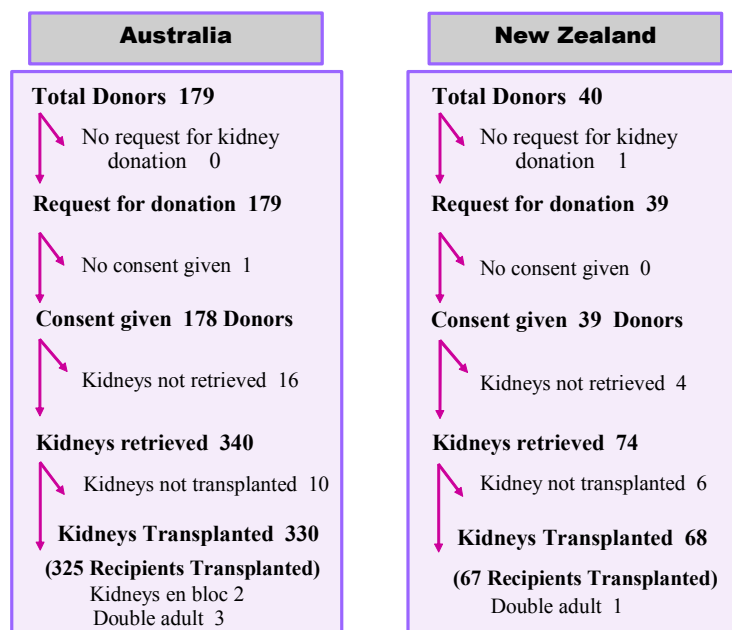 Australia
Total Donors 179
No request for kidney
donation 0
Request for donation 179
No consent given 1
Consent given 178 Donors
Kidneys not retrieved 16
Kidneys retrieved 340
Kidneys not transplanted 10
Kidneys Transplanted 330
(325 Recipients Transplanted)
Kidneys en bloc 2
Double adult 3
New Zealand
Total Donors 40
No request for kidney
donation 1
Request for donation 39
No consent given 0
Consent given 39 Donors
Kidneys not retrieved 4
Kidneys retrieved 74
Kidney not transplanted 6
Kidneys Transplanted 68
(67 Recipients Transplanted)
Double adult 1